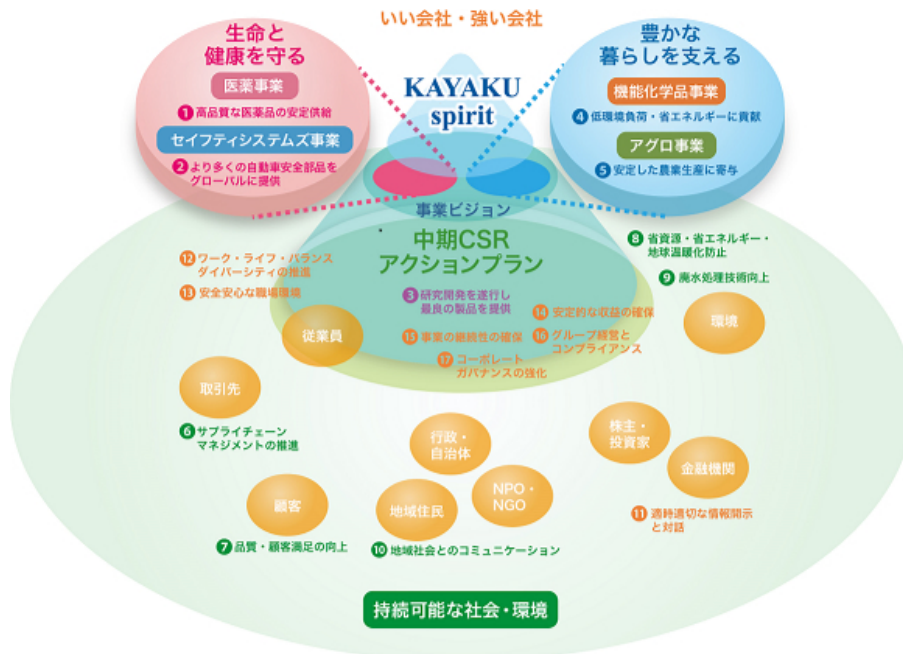 いい会社・強い会社
生命と
健康を守る
医薬事業
1 高品質な医薬品の安定供給
セイフティシステムズ事業
2 より多くの自動車安全部品を
グローバルに提供
KAYAKU
spirit
豊かな
暮らしを支える
機能化学品事業
4 低環境負荷・省エネルギーに貢献
アグロ事業
5 安定した農業生産に寄与
事業ビジョン
中期CSR
アクションプラン
3 研究開発を遂行し
最良の製品を提供
14 安定的な収益の確保
15 事業の継続性の確保
16 グループ経営と
コンプライアンス
17 コーポレート
ガバナンスの強化
12 ワーク・ライフ・バランス
ダイバーシティの推進
13 安全安心な職場環境
従業員
8 省資源・省エネルギー・
地球温暖化防止
9 廃水処理技術向上
環境
取引先
6 サプライチェーン
マネジメントの推進
顧客
7 品質・顧客満足の向上
行政・
自治体
地域住民
NPO・
NGO
10 地域社会とのコミュニケーション
株主・
投資家
金融機関
11 適時適切な情報開示
と対話
持続可能な社会・環境